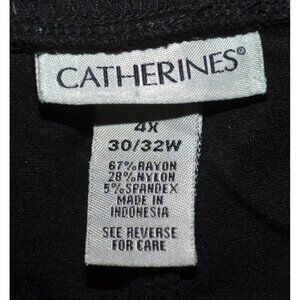 CATHERINES®
4X
30/32W
67%RAYON
28%NYLON
5%SPANDEX
MADE IN
INDONESIA
SEE REVERSE
FOR CARE